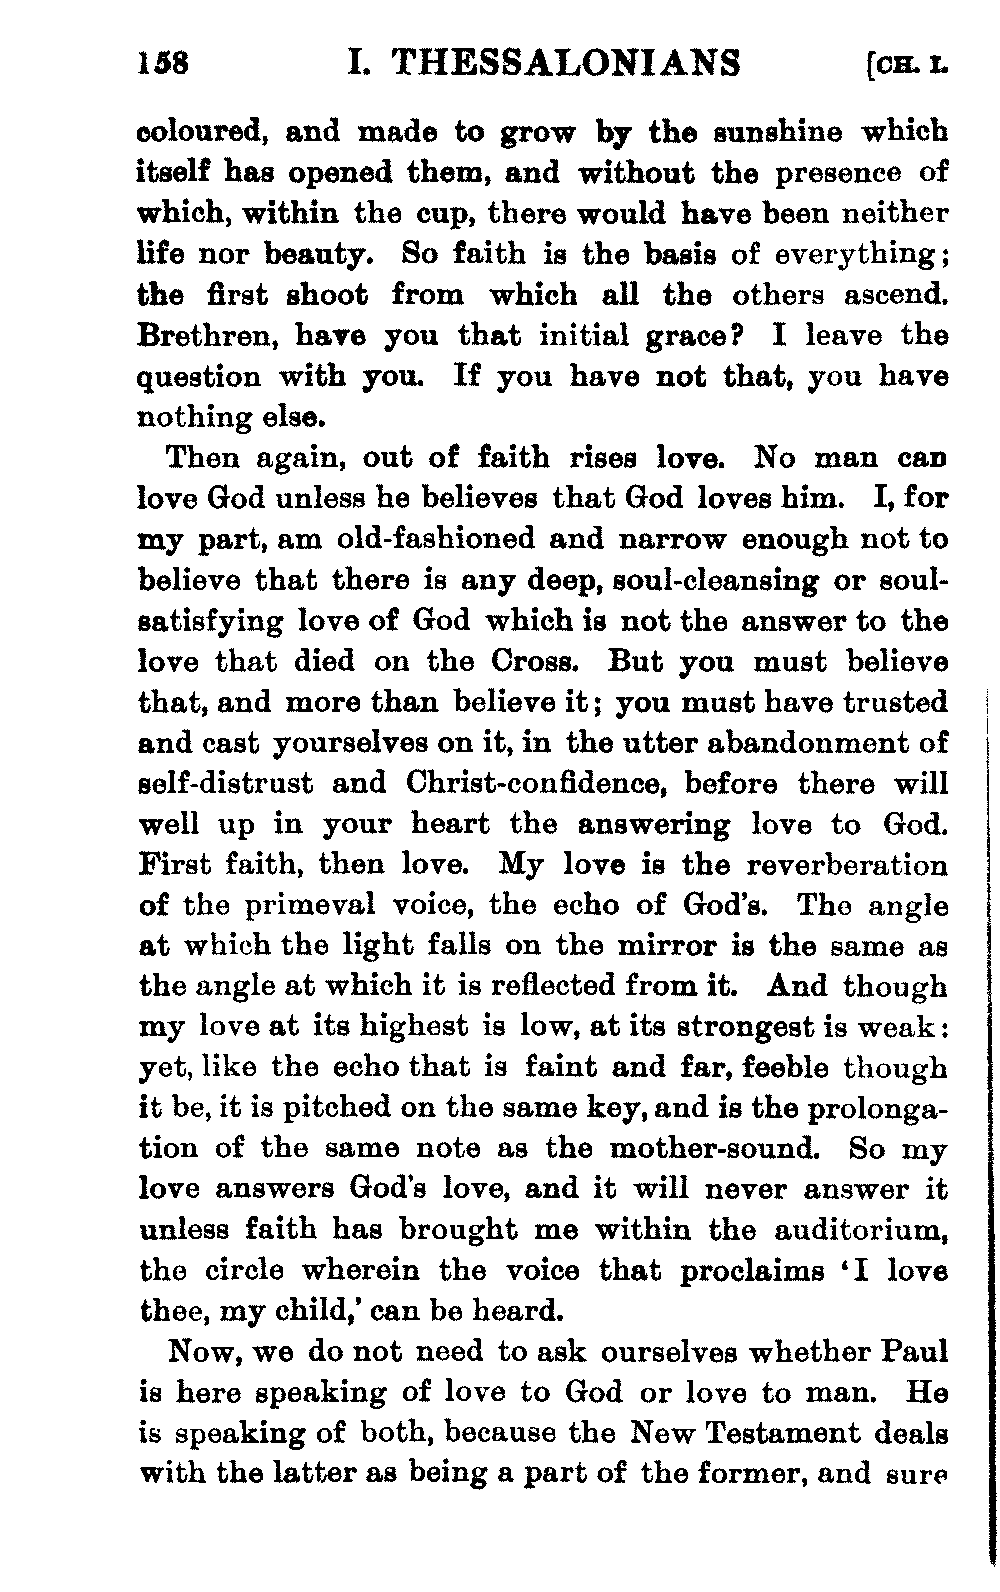 158 I. THESSALONIANS [CH. I.
coloured, and made to grow by the sunshine which
itself has opened them, and without the presence of
which, within the cup, there would have been neither
life nor beauty. So faith is the basis of everything;
the first shoot from which all the others ascend.
Brethren, have you that initial grace? I leave the
question with you. If you have not that, you have
nothing else.
Then again, out of faith rises love. No man can
love God unless he believes that God loves him. I, for
my part, am old-fashioned and narrow enough not to
believe that there is any deep, soul-cleansing or soul-
satisfying love of God which is not the answer to the
love that died on the Cross. But you must believe
that, and more than believe it; you must have trusted
and cast yourselves on it, in the utter abandonment of
self-distrust and Christ-confidence, before there will
well up in your heart the answering love to God.
First faith, then love. My love is the reverberation
of the primeval voice, the echo of God's. The angle
at which the light falls on the mirror is the same as
the angle at which it is reflected from it. And though
my love at its highest is low, at its strongest is weak:
yet, like the echo that is faint and far, feeble though
it be, it is pitched on the same key, and is the prolonga-
tion of the same note as the mother-sound. So my
love answers God's love, and it will never answer it
unless faith has brought me within the auditorium,
the circle wherein the voice that proclaims 'I love
thee, my child,' can be heard.
Now, we do not need to ask ourselves whether Paul
is here speaking of love to God or love to man. He
is speaking of both, because the New Testament deals
with the latter as being a part of the former, and sure